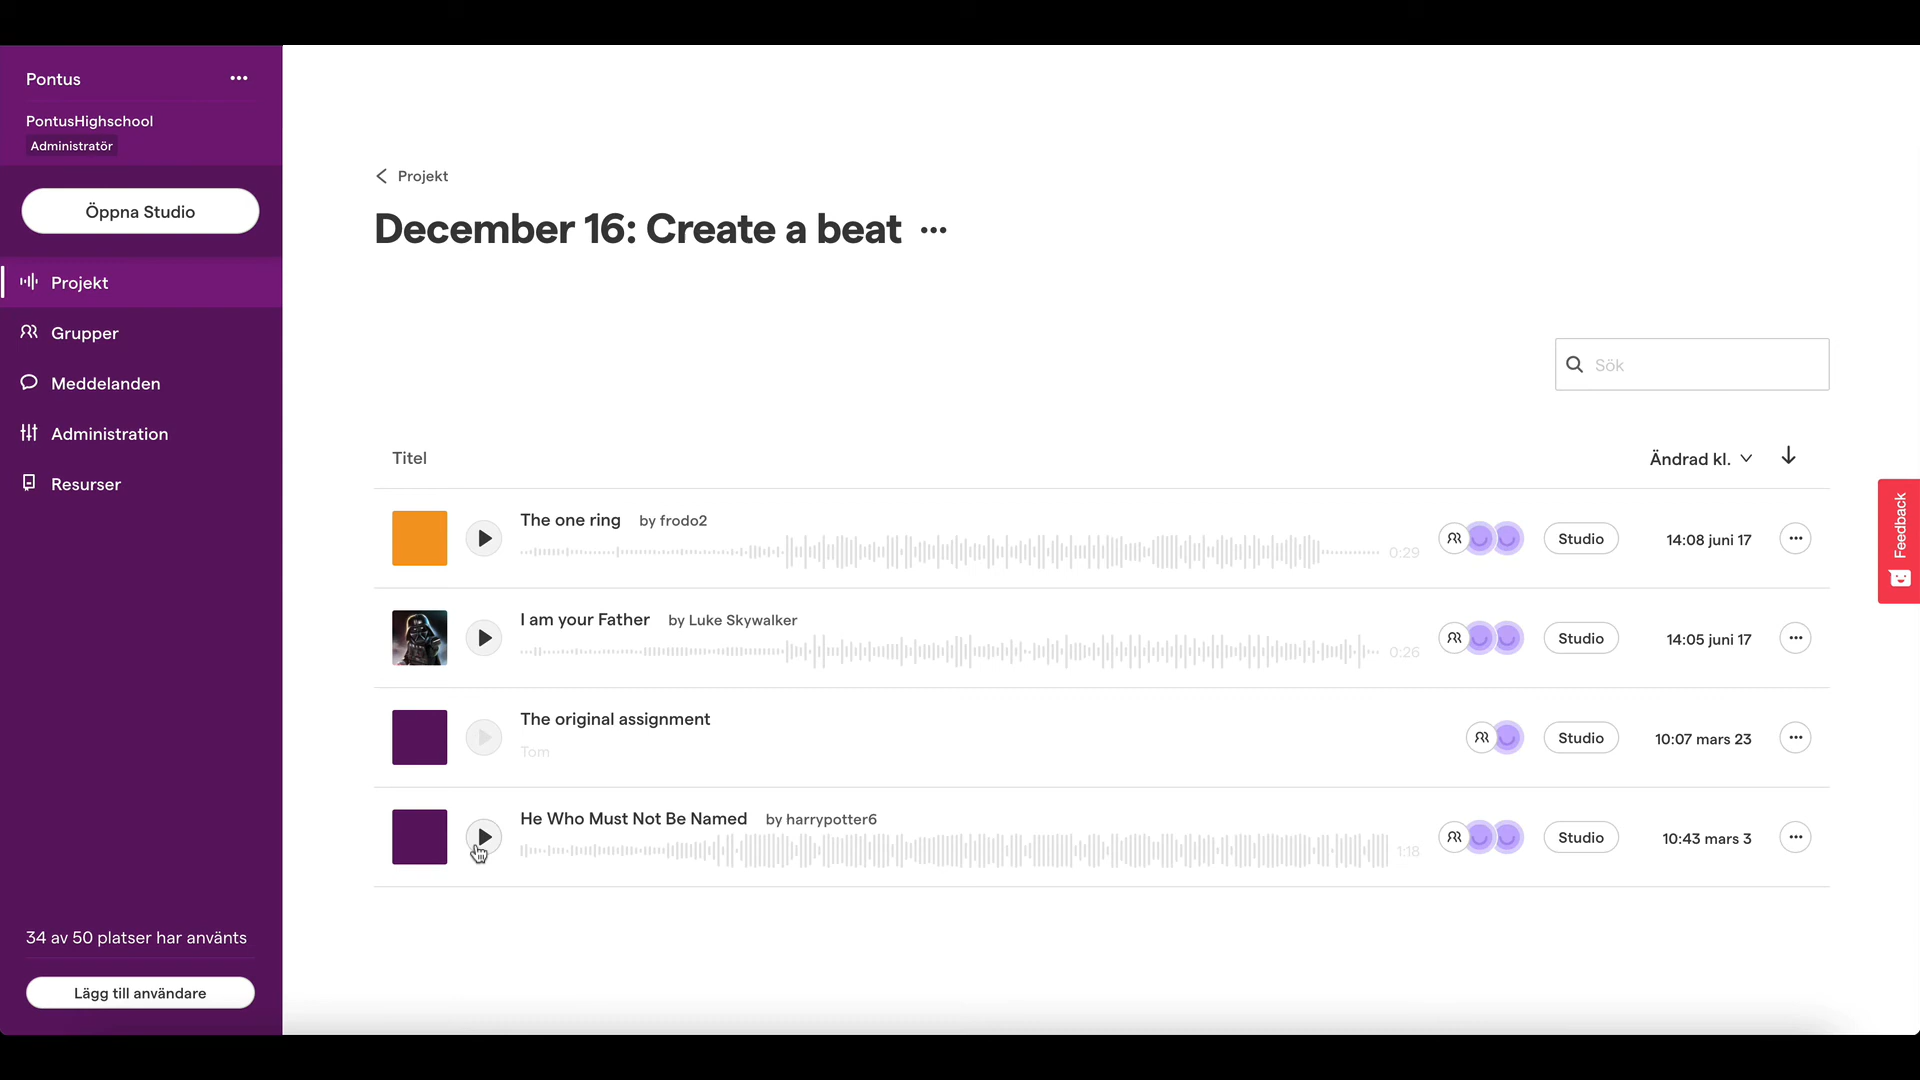 Pontus
PontusHighschool
Administratör
Öppna Studio
Projekt
Grupper
Meddelanden
Administration
Resurser
34 av 50 platser har använts
Lägg till användare
Projekt
December 16: Create a beat
Sök
Titel
Ändrad kl.
The one ring by frodo2
0:29
Studio
14:08 juni 17
I am your Father by Luke Skywalker
0:26
Studio
14:05 juni 17
The original assignment
Tom
Studio
10:07 mars 23
He Who Must Not Be Named by harrypotter6
1:18
Studio
10:43 mars 3
Feedback